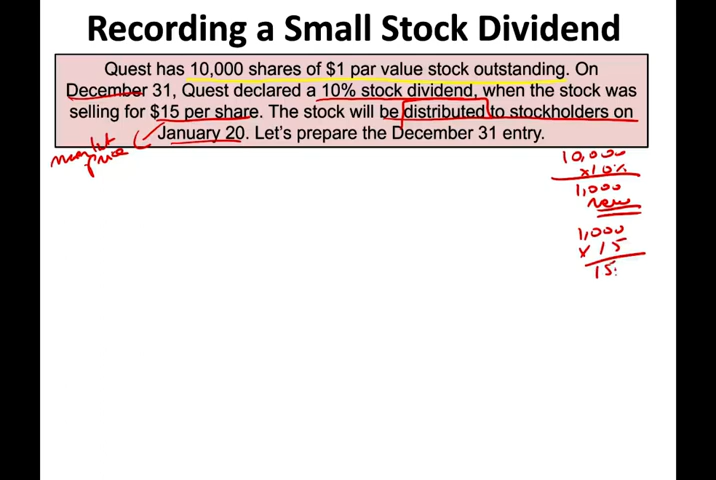 Recording a Small Stock Dividend
Quest has 10,000 shares of $1 par value stock outstanding. On
December 31, Quest declared a 10% stock dividend, when the stock was
selling for $15 per share. The stock will be distributed to stockholders on
January 20. Let's prepare the December 31 entry.
market
price
10,000
x10%
1,000
new
1,000
x 15
15